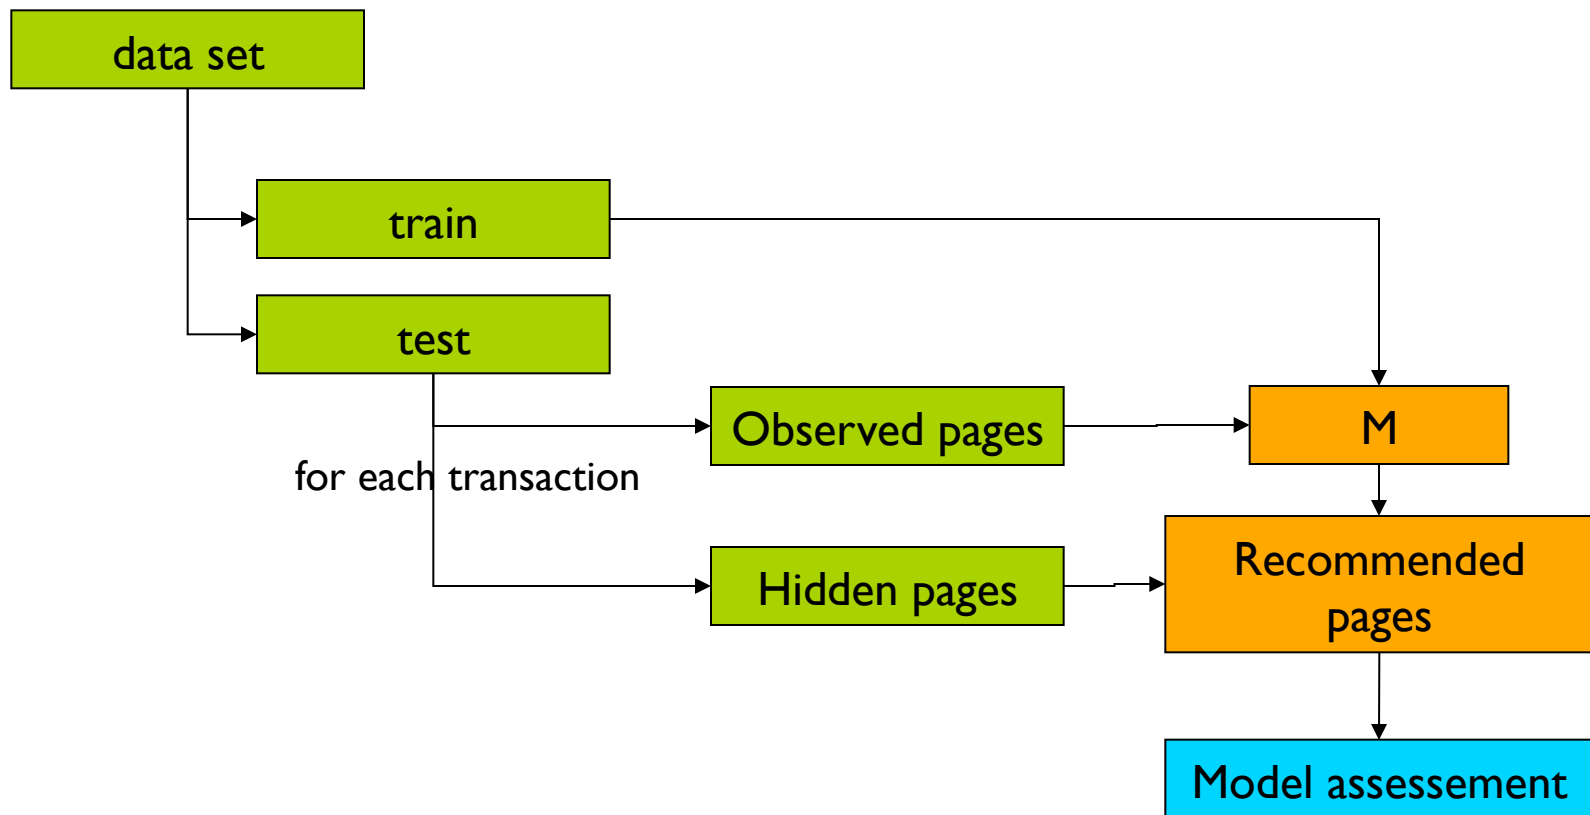 data set
train
test
Observed pages
M
for each transaction
Hidden pages
Recommended
pages
Model assessement